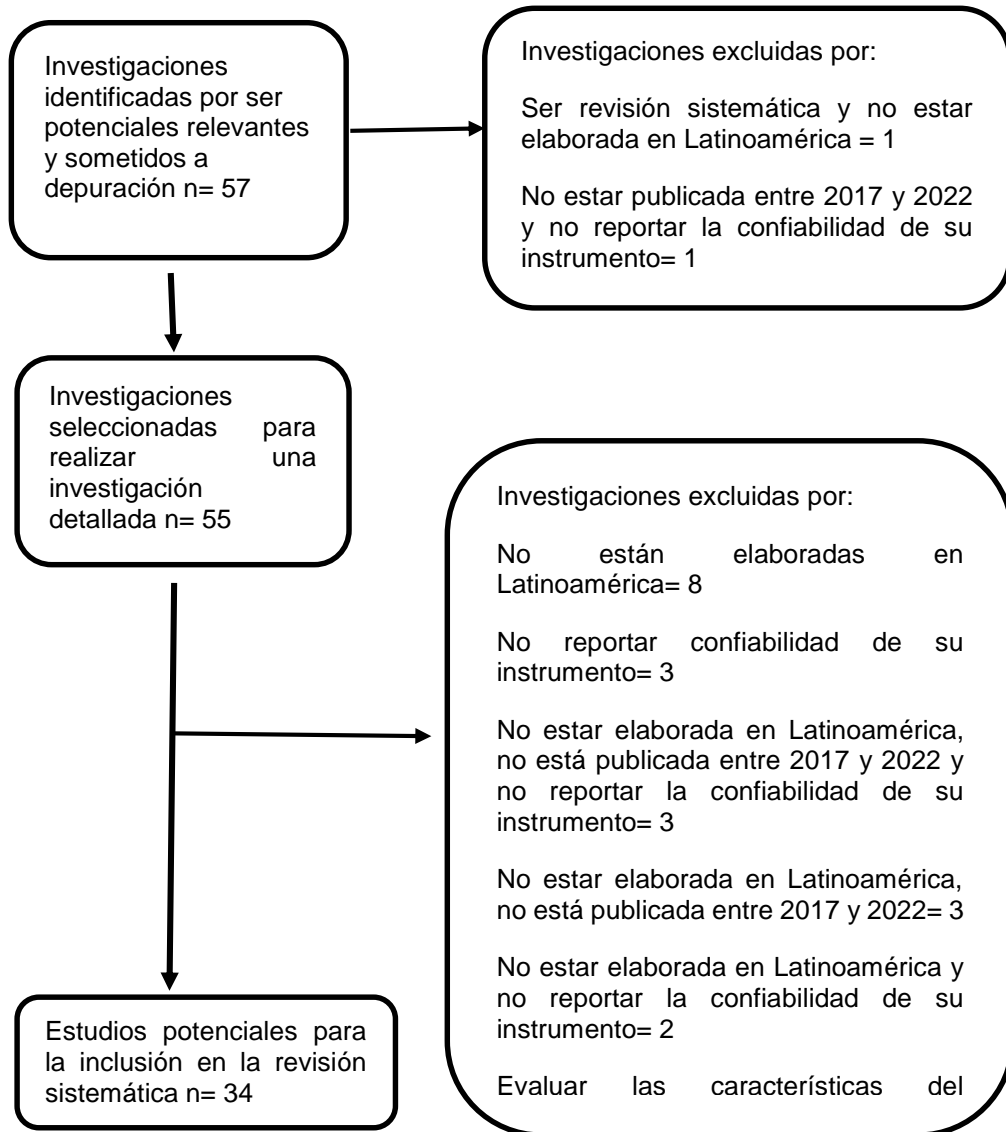 Investigaciones
identificadas por ser
potenciales relevantes
y sometidos a
depuración n= 57
Investigaciones excluidas por:
Ser revisión sistemática y no estar
elaborada en Latinoamérica = 1
No estar publicada entre 2017 y 2022
y no reportar la confiabilidad de su
instrumento= 1
Investigaciones
seleccionadas para
realizar una
investigación
detallada n= 55
Investigaciones excluidas por:
No están elaboradas en
Latinoamérica= 8
No reportar confiabilidad de su
instrumento= 3
No estar elaborada en Latinoamérica,
no está publicada entre 2017 y 2022 y
no reportar la confiabilidad de su
instrumento= 3
No estar elaborada en Latinoamérica,
no está publicada entre 2017 y 2022= 3
No estar elaborada en Latinoamérica y
no reportar la confiabilidad de su
instrumento= 2
Evaluar las características del
Estudios potenciales para
la inclusión en la revisión
sistemática n= 34